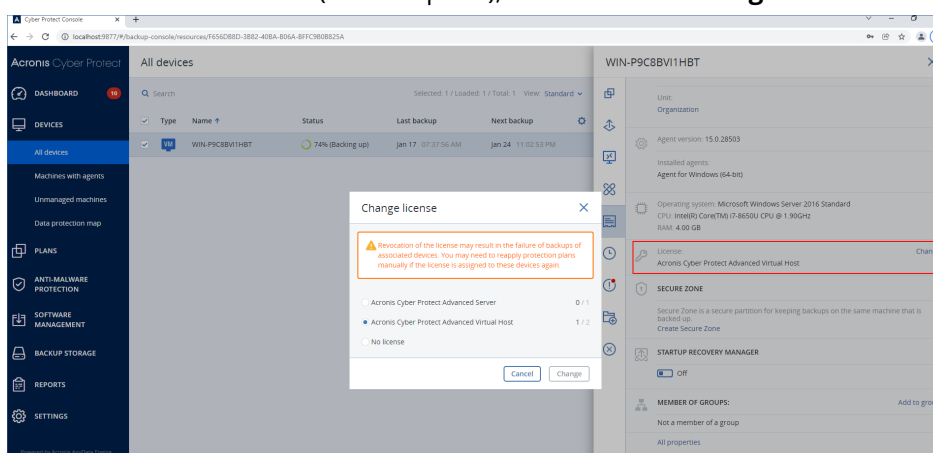 Cyber Protect Console
localhost:9877/#/backup-console/resources/F656DB8D-3882-40BA-B06A-BFFC980B825A
Acronis Cyber Protect
DASHBOARD
DEVICES
All devices
Machines with agents
Unmanaged machines
Data protection map
PLANS
ANTI-MALWARE
PROTECTION
SOFTWARE
MANAGEMENT
BACKUP STORAGE
REPORTS
SETTINGS
All devices
Search
Selected: 1 / Loaded: 1 / Total: 1 View: Standard
Type Name Status Last backup Next backup
VM WIN-P9C8BVI1HBT 74% (Backing up) Jan 17 07:37:56 AM Jan 24 11:02:53 PM
Change license
Revocation of the license may result in the failure of backups of
associated devices. You may need to reapply protection plans
manually if the license is assigned to these devices again.
Acronis Cyber Protect Advanced Server 0 / 1
Acronis Cyber Protect Advanced Virtual Host 1 / 2
No license
Cancel Change
WIN-P9C8BVI1HBT
Unit:
Organization
Agent version: 15.0.28503
Installed agents:
Agent for Windows (64-bit)
Operating system: Microsoft Windows Server 2016 Standard
CPU: Intel(R) Core(TM) i7-8650U CPU @ 1.90GHz
RAM: 4.00 GB
License: Chan
Acronis Cyber Protect Advanced Virtual Host
SECURE ZONE
Secure Zone is a secure partition for keeping backups on the same machine that is
backed up.
Create Secure Zone
STARTUP RECOVERY MANAGER
Off
MEMBER OF GROUPS: Add to gro
Not a member of a group
All properties